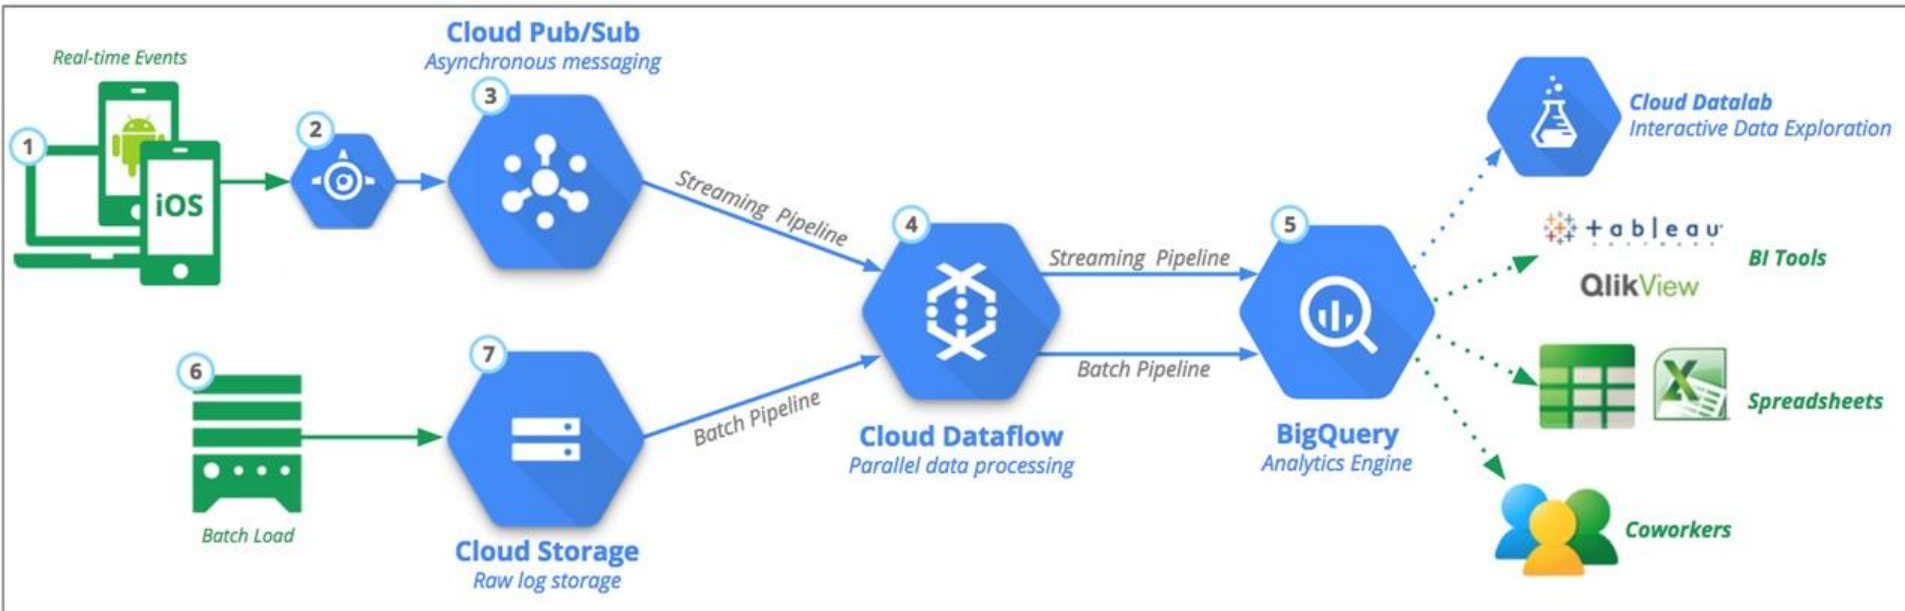 Real-time Events
1
iOS
2
Cloud Pub/Sub
Asynchronous messaging
3
Streaming Pipeline
6
Batch Load
7
Cloud Storage
Raw log storage
Batch Pipeline
4
Cloud Dataflow
Parallel data processing
Streaming Pipeline
Batch Pipeline
5
BigQuery
Analytics Engine
Cloud Datalab
Interactive Data Exploration
+ a b l e a u
S O F T W A R E
QlikView
BI Tools
X
Spreadsheets
Coworkers